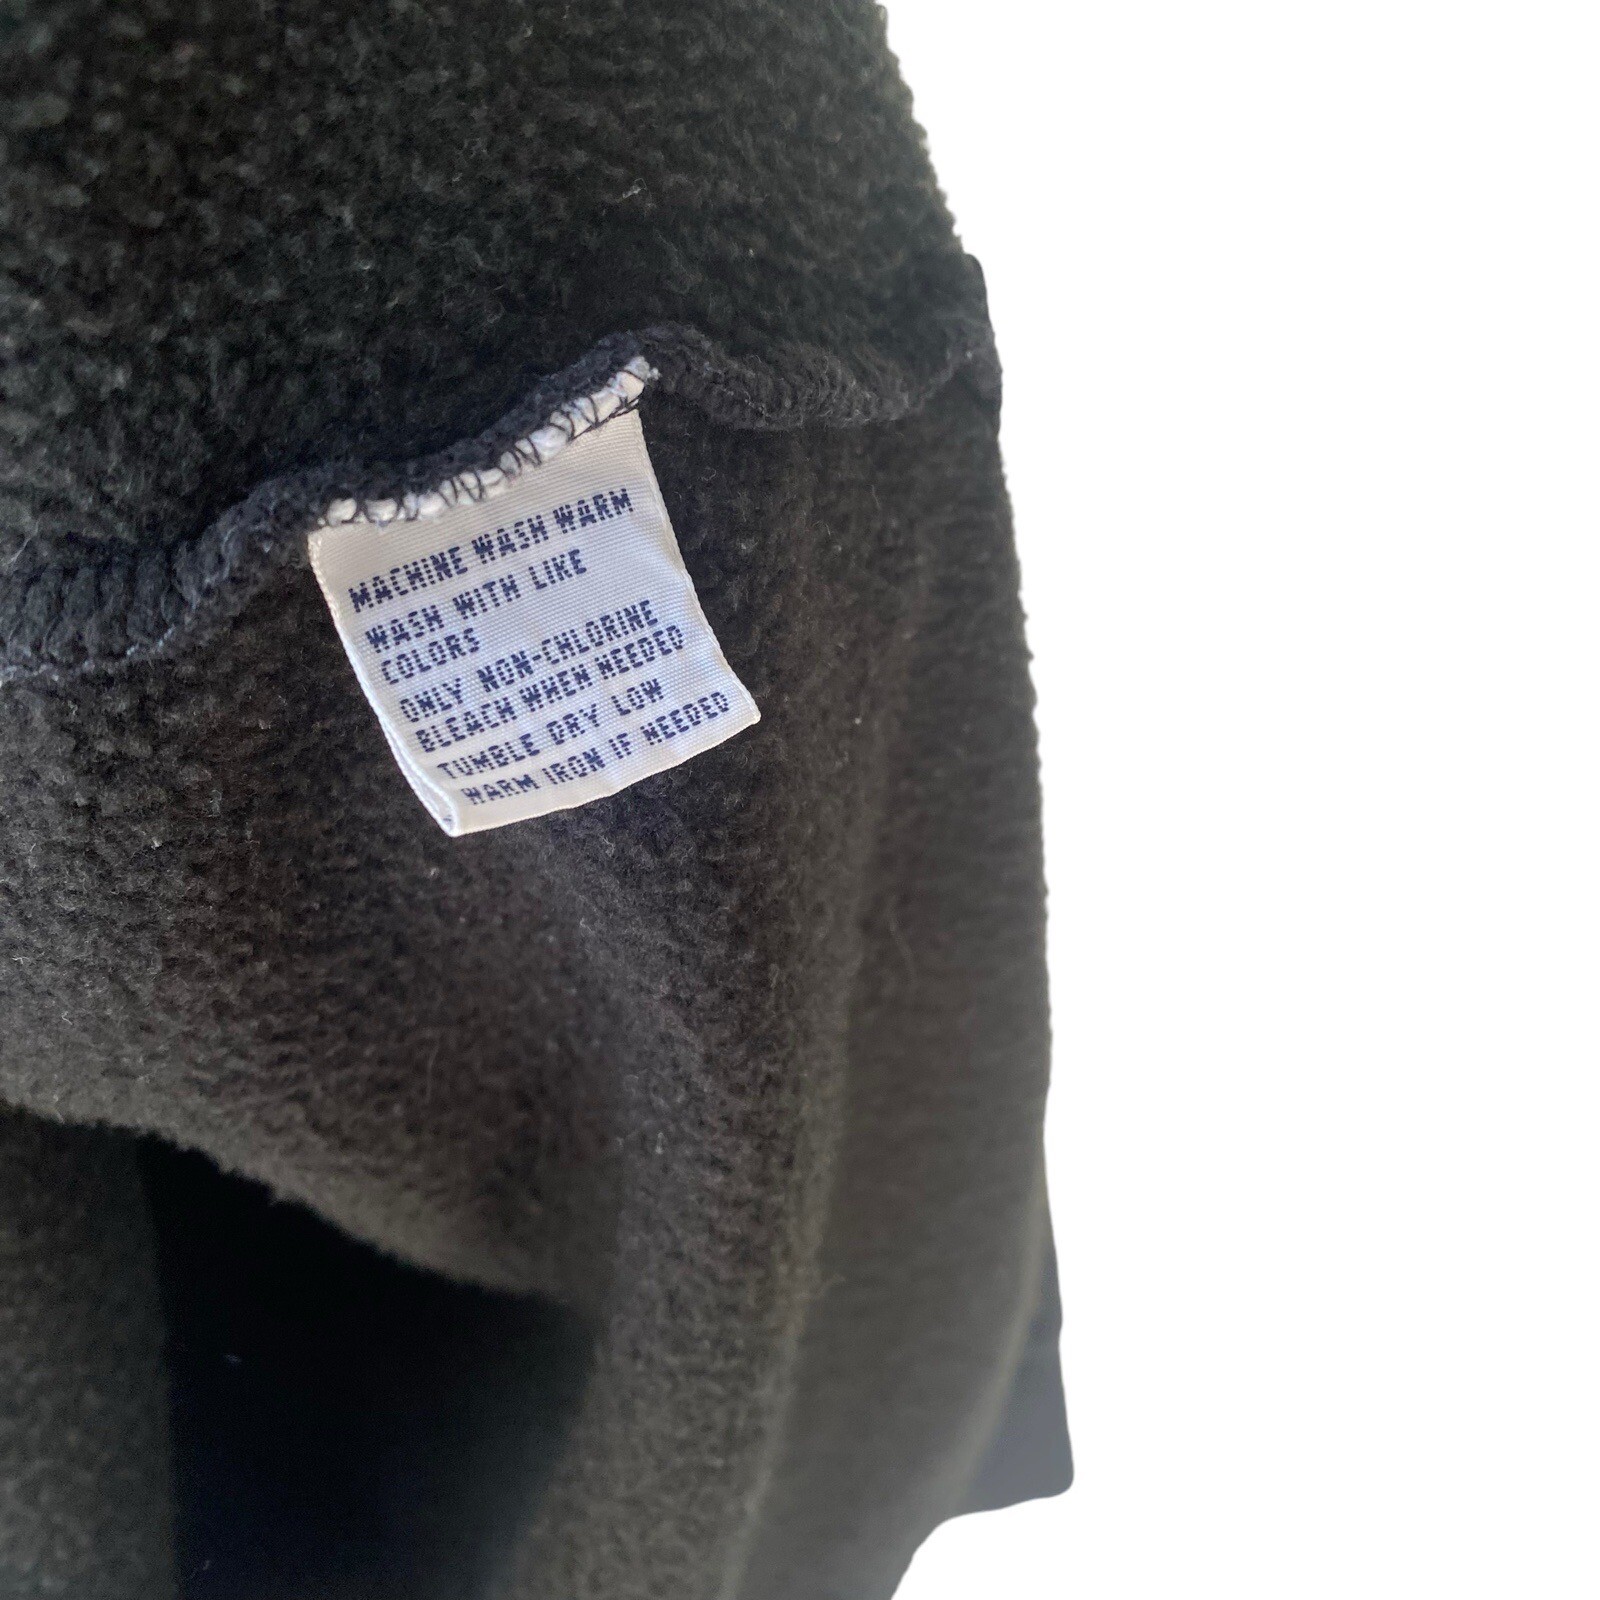 MACHINE WASH WARM
WASH WITH LIKE
COLORS
ONLY NON-CHLORINE
BLEACH WHEN NEEDED
TUMBLE DRY LOW
WARM IRON IF NEEDED